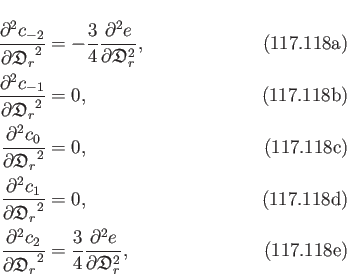 ∂²c₋₂/∂𝔇ᵣ² = −(3/4) ∂²e/∂𝔇ᵣ², (117.118a)
∂²c₋₁/∂𝔇ᵣ² = 0, (117.118b)
∂²c₀/∂𝔇ᵣ² = 0, (117.118c)
∂²c₁/∂𝔇ᵣ² = 0, (117.118d)
∂²c₂/∂𝔇ᵣ² = (3/4) ∂²e/∂𝔇ᵣ², (117.118e)